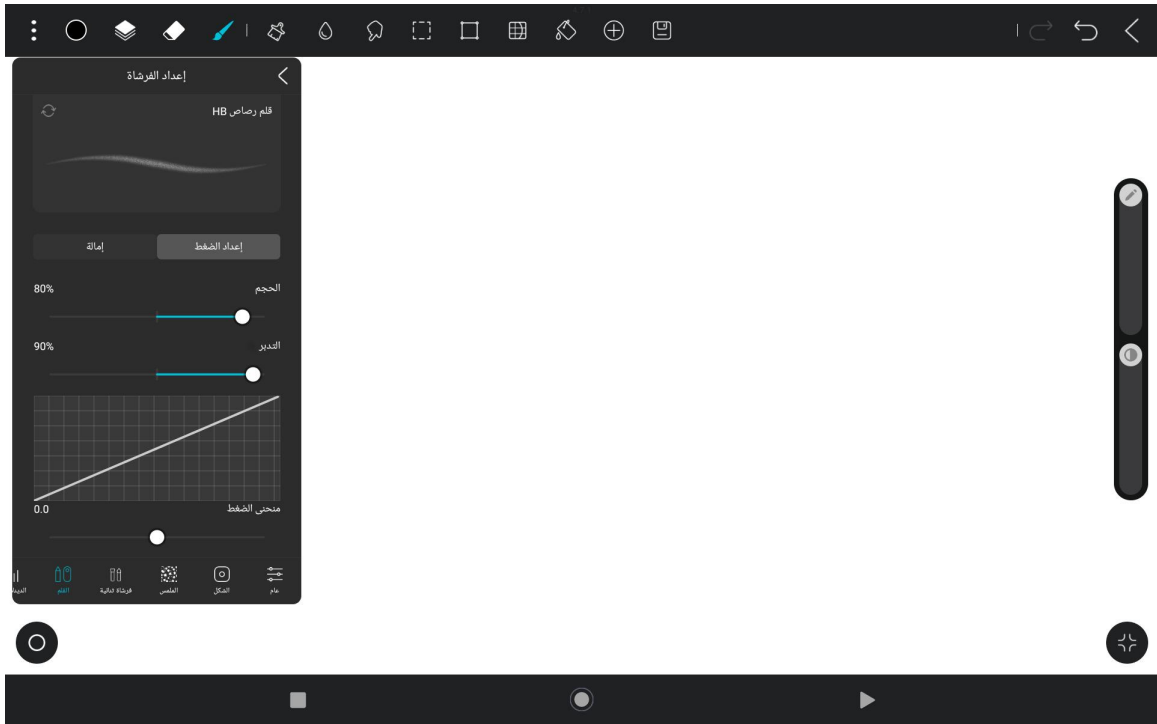 إعداد الفرشاة
قلم رصاص HB
إعداد الضغط
إمالة
الحجم
80%
التدبر
90%
منحنى الضغط
0.0
عام
الشكل
الملمس
فرشاة ثنائية
القلم